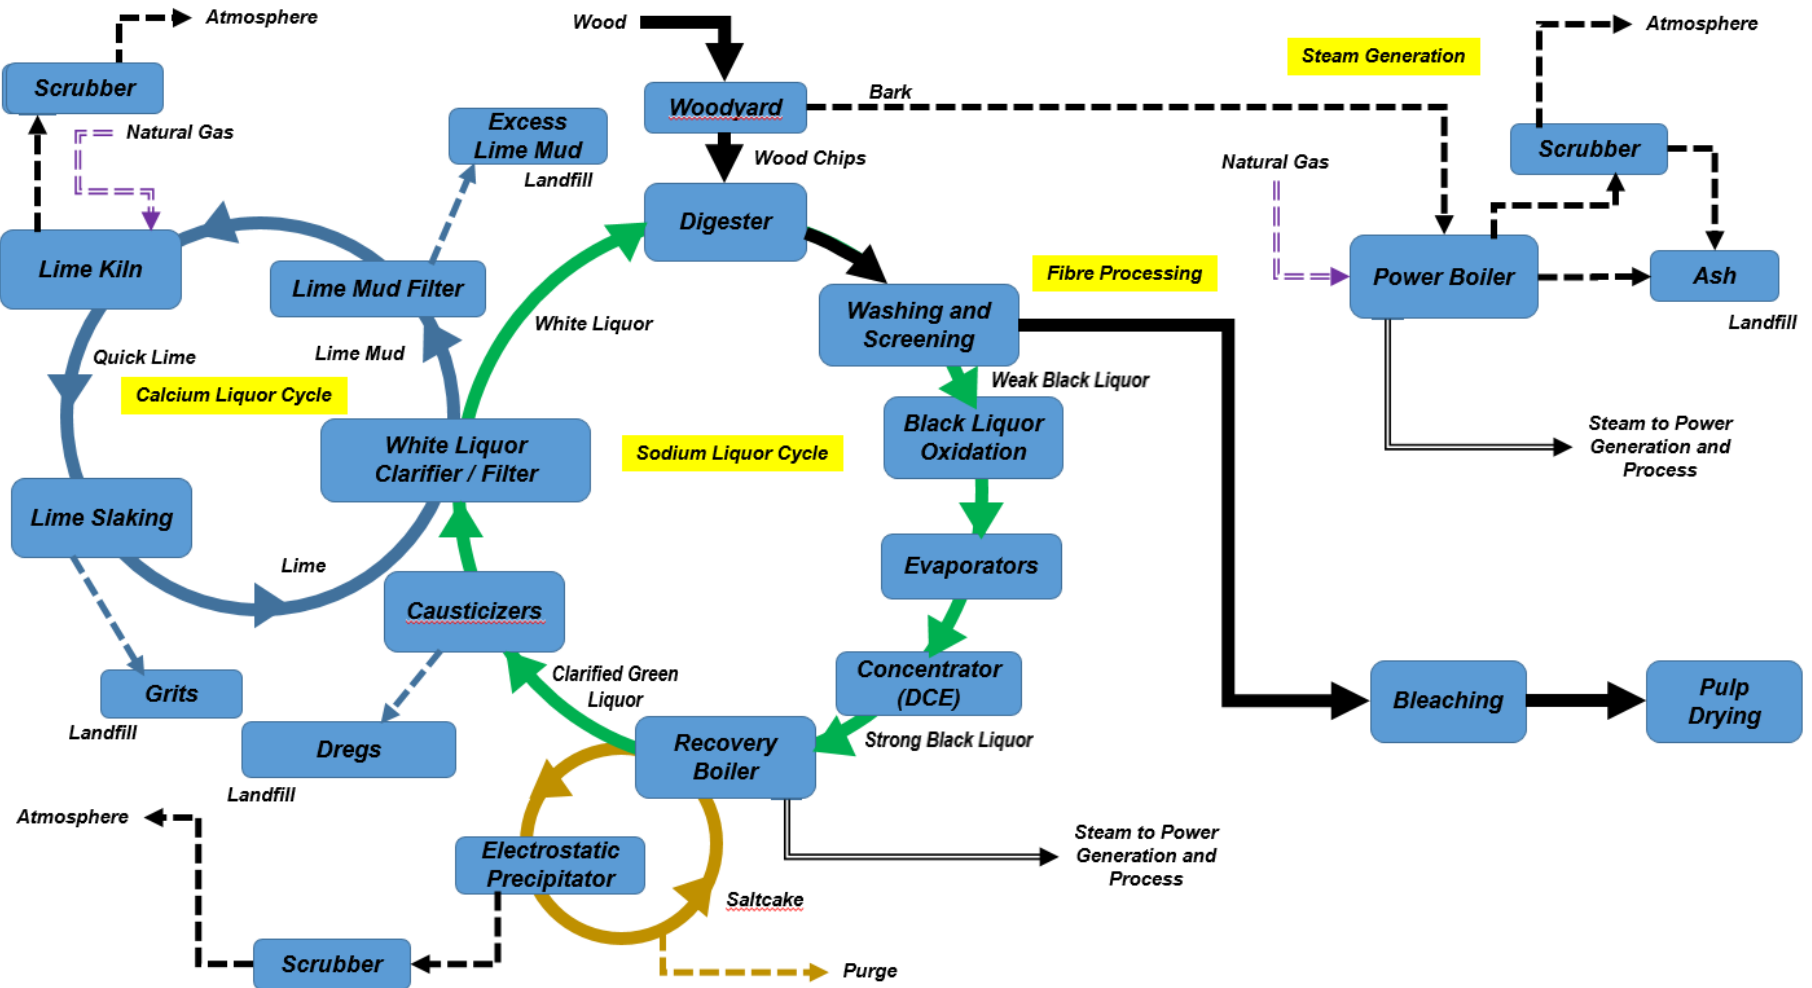 Atmosphere
Wood
Atmosphere
Steam Generation
Scrubber
Woodyard
Bark
Natural Gas
Excess
Lime Mud
Landfill
Wood Chips
Natural Gas
Scrubber
Digester
Lime Kiln
Lime Mud Filter
White Liquor
Washing and
Screening
Fibre Processing
Power Boiler
Ash
Landfill
Quick Lime
Lime Mud
Calcium Liquor Cycle
Weak Black Liquor
Black Liquor
Oxidation
Steam to Power
Generation and
Process
White Liquor
Clarifier / Filter
Sodium Liquor Cycle
Lime Slaking
Lime
Evaporators
Causticizers
Clarified Green
Liquor
Concentrator
(DCE)
Strong Black Liquor
Grits
Landfill
Dregs
Landfill
Recovery
Boiler
Bleaching
Pulp
Drying
Atmosphere
Electrostatic
Precipitator
Saltcake
Steam to Power
Generation and
Process
Scrubber
Purge